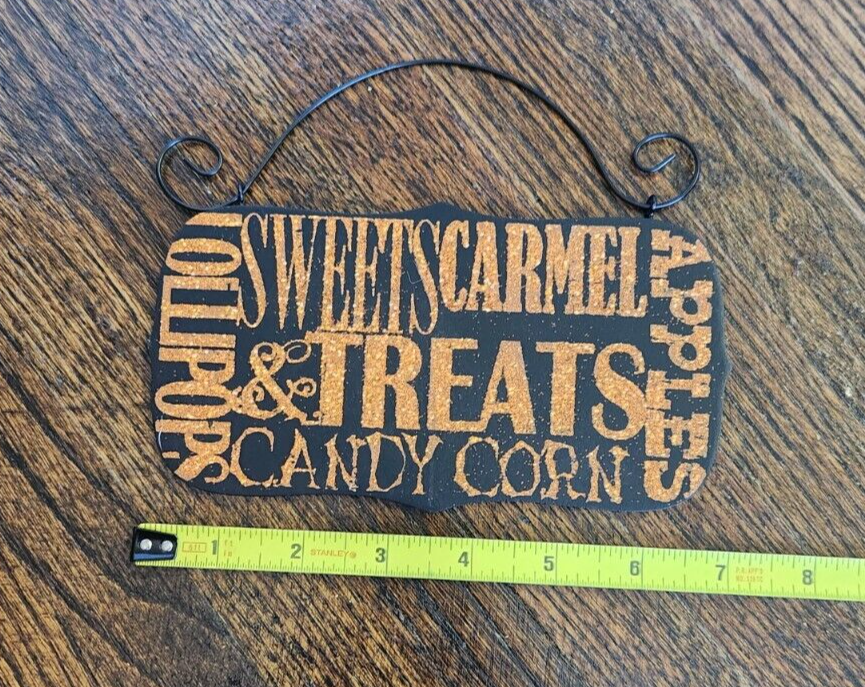 LOLLIPOPS
SWEETS CARMEL
& TREATS
CANDY CORN
APPLES
1 2 STANLEY® 3 4 5 6 7 8